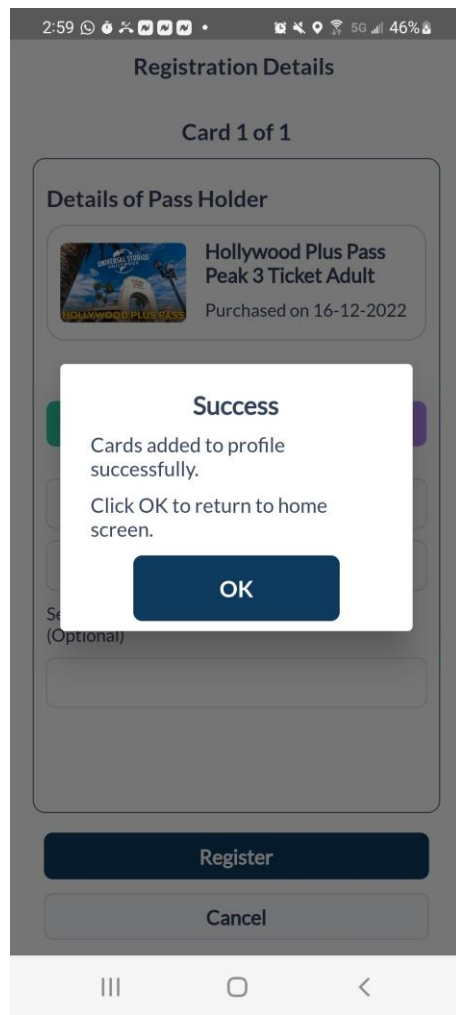 2:59 5G 46%
Registration Details
Card 1 of 1
Details of Pass Holder
UNIVERSAL STUDIOS
HOLLYWOOD PLUS PASS
Hollywood Plus Pass
Peak 3 Ticket Adult
Purchased on 16-12-2022
Success
Cards added to profile
successfully.
Click OK to return to home
screen.
OK
Se
(Optional)
Register
Cancel